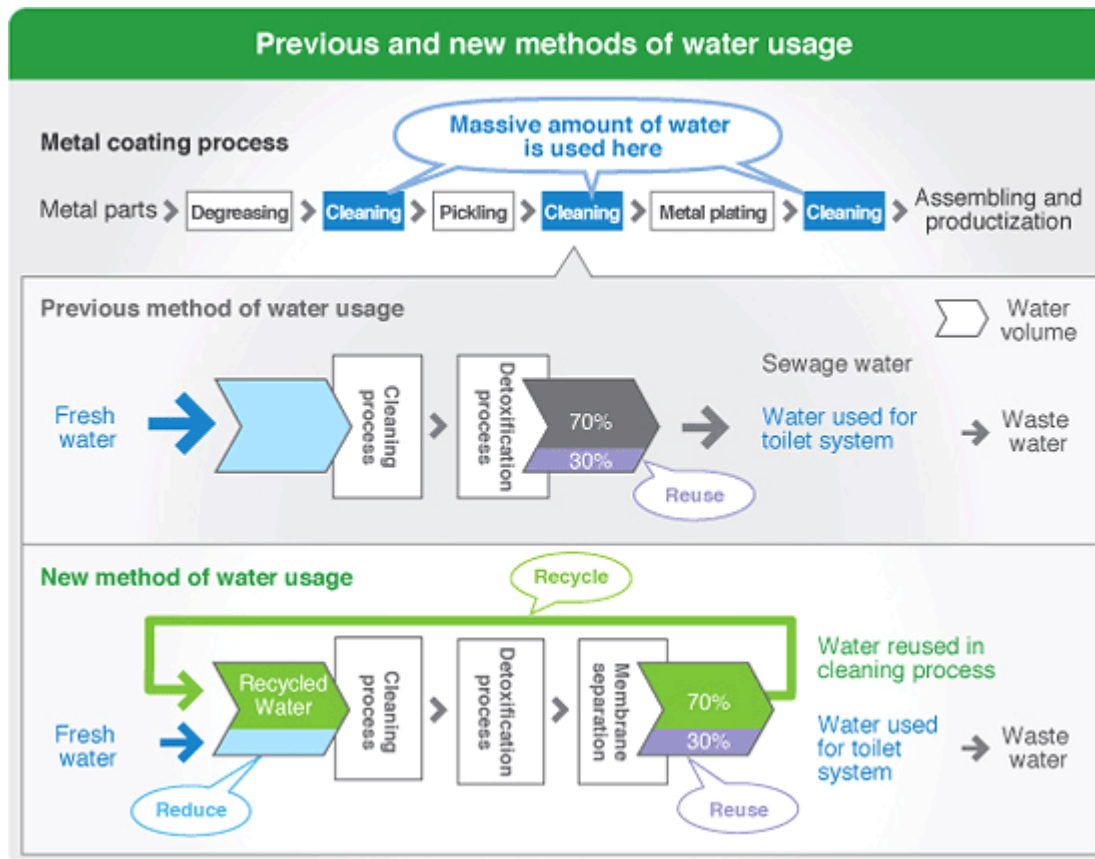 Previous and new methods of water usage
Metal coating process
Massive amount of water
is used here
Metal parts
Degreasing
Cleaning
Pickling
Cleaning
Metal plating
Cleaning
Assembling and
productization
Previous method of water usage
Water
volume
Fresh
water
Cleaning
process
Detoxification
process
70%
30%
Reuse
Sewage water
Water used for
toilet system
Waste
water
New method of water usage
Recycle
Fresh
water
Recycled
Water
Reduce
Cleaning
process
Detoxification
process
Membrane
separation
70%
30%
Reuse
Water reused in
cleaning process
Water used
for toilet
system
Waste
water